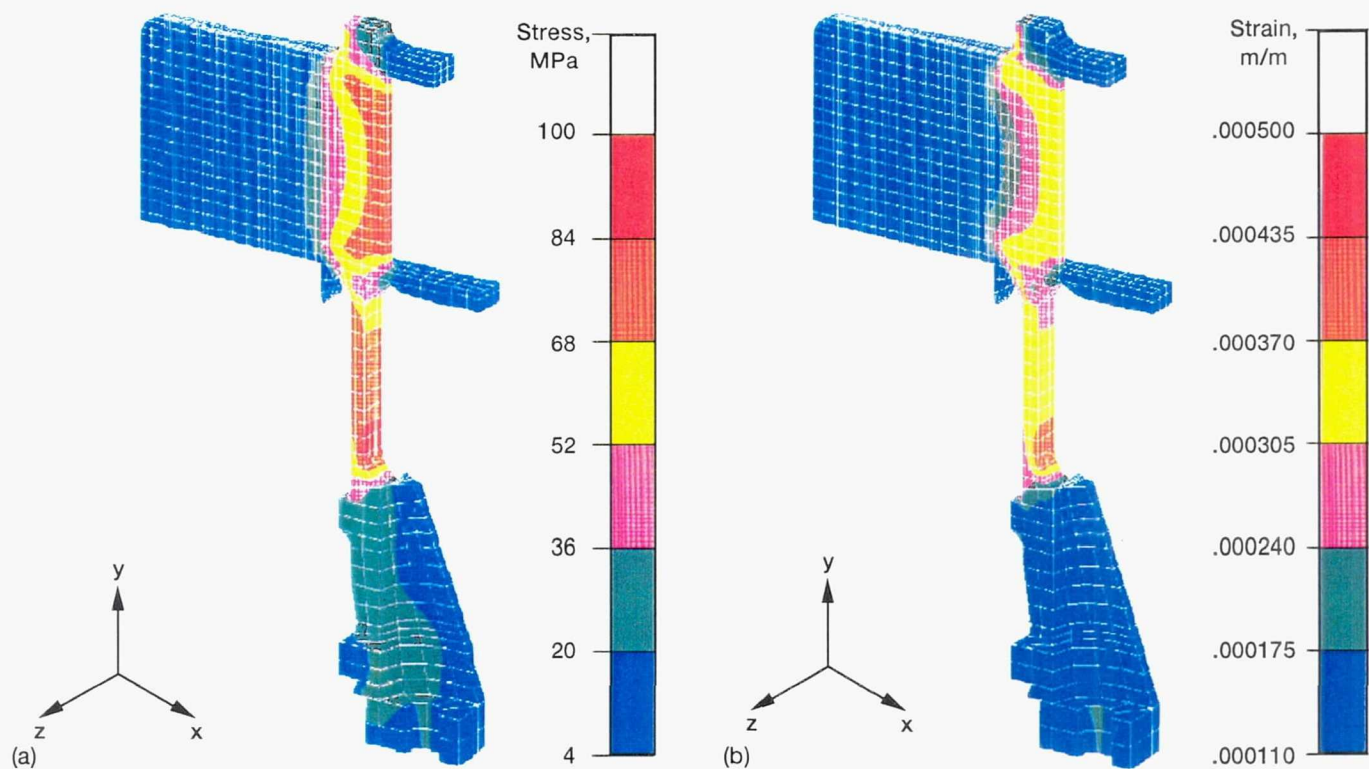 Stress,
MPa
100
84
68
52
36
20
4
y
z
x
(a)
Strain,
m/m
.000500
.000435
.000370
.000305
.000240
.000175
.000110
y
z
x
(b)